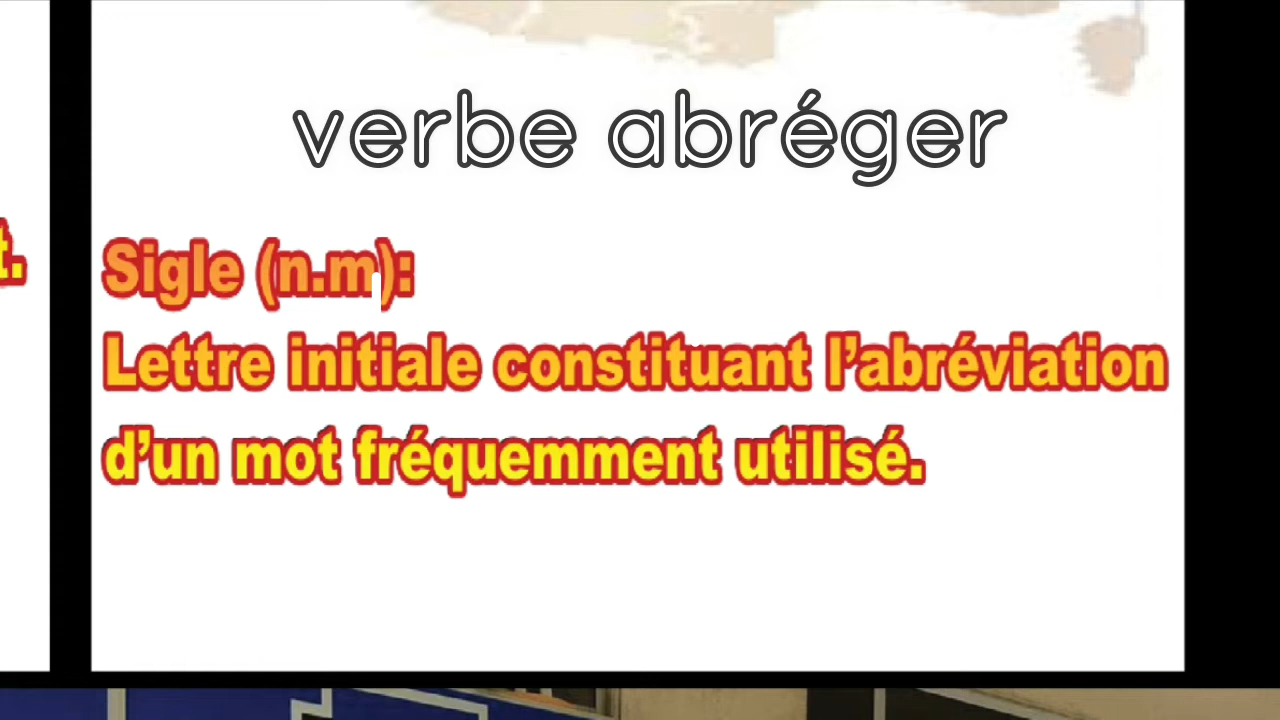 verbe abréger
t.
Sigle (n.m):
Lettre initiale constituant l’abréviation
d’un mot fréquemment utilisé.